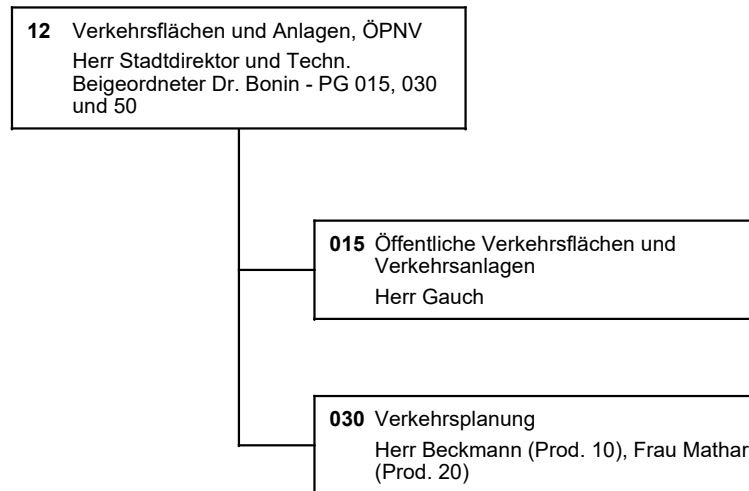 12 Verkehrsflächen und Anlagen, ÖPNV
Herr Stadtdirektor und Techn.
Beigeordneter Dr. Bonin - PG 015, 030
und 50
015 Öffentliche Verkehrsflächen und
Verkehrsanlagen
Herr Gauch
030 Verkehrsplanung
Herr Beckmann (Prod. 10), Frau Mathar
(Prod. 20)